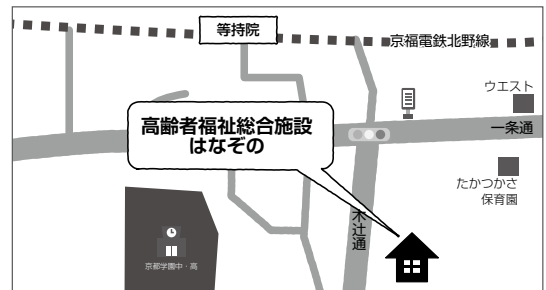 等持院
京福電鉄北野線
ウエスト
高齢者福祉総合施設
はなぞの
一条通
たかつかさ
保育園
木辻通
京都学園中・高